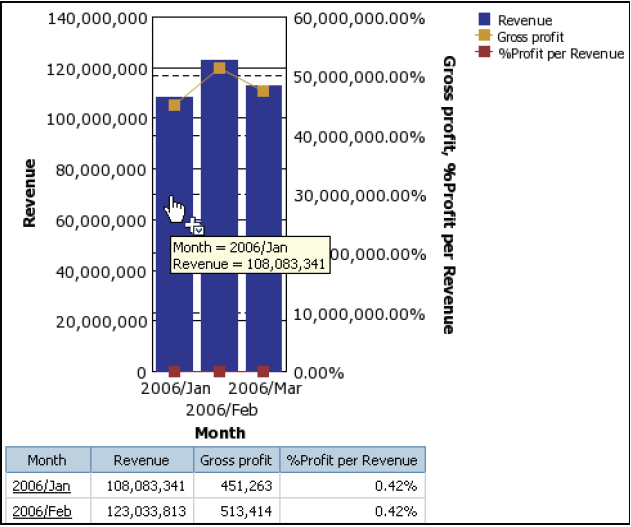 140,000,000
120,000,000
100,000,000
80,000,000
60,000,000
40,000,000
20,000,000
0
Revenue
60,000,000.00%
50,000,000.00%
40,000,000.00%
30,000,000.00%
00,000.00%
10,000,000.00%
0.00%
Gross profit, %Profit per Revenue
Revenue
Gross profit
%Profit per Revenue
Month = 2006/Jan
Revenue = 108,083,341
2006/Jan 2006/Mar
2006/Feb
Month
Month Revenue Gross profit %Profit per Revenue
2006/Jan 108,083,341 451,263 0.42%
2006/Feb 123,033,813 513,414 0.42%